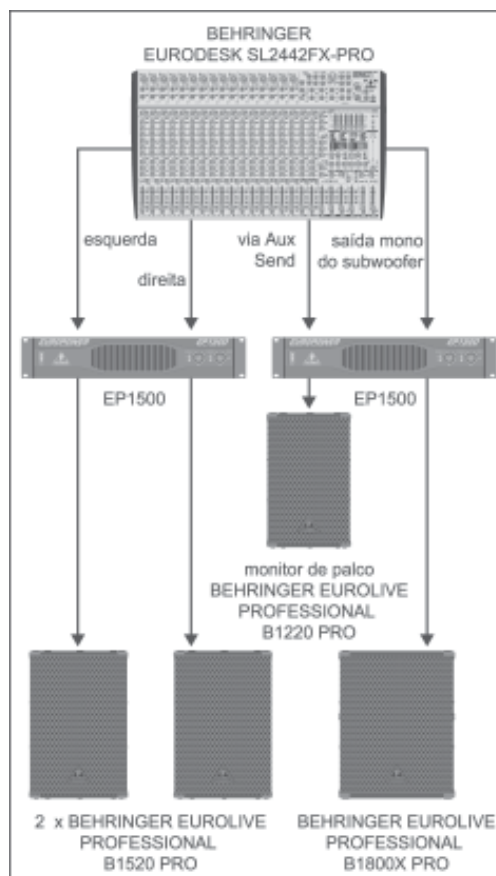 BEHRINGER
EURODESK SL2442FX-PRO
esquerda
direita
via Aux
Send
saída mono
do subwoofer
EUROPOWER
EP1500
EP1500
monitor de palco
BEHRINGER EUROLIVE
PROFESSIONAL
B1220 PRO
2 x BEHRINGER EUROLIVE
PROFESSIONAL
B1520 PRO
BEHRINGER EUROLIVE
PROFESSIONAL
B1800X PRO